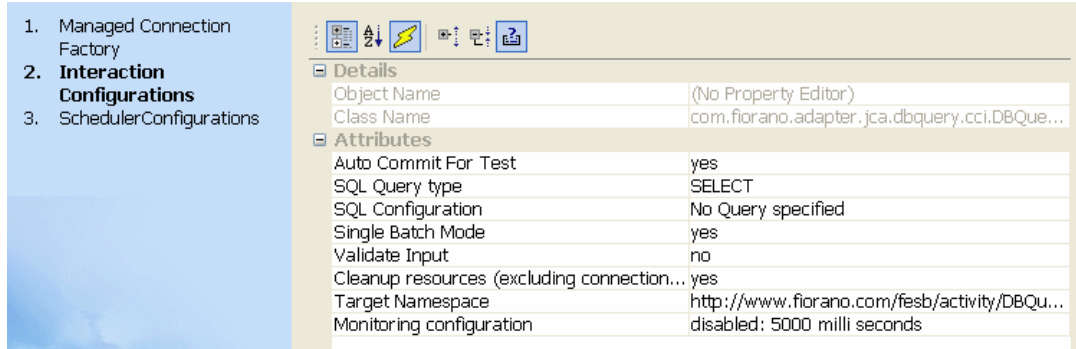 1. Managed Connection
Factory
2. Interaction
Configurations
3. SchedulerConfigurations
Details
Object Name (No Property Editor)
Class Name com.fiorano.adapter.jca.dbquery.cci.DBQue...
Attributes
Auto Commit For Test yes
SQL Query type SELECT
SQL Configuration No Query specified
Single Batch Mode yes
Validate Input no
Cleanup resources (excluding connection... yes
Target Namespace http://www.fiorano.com/fesb/activity/DBQu...
Monitoring configuration disabled: 5000 milli seconds